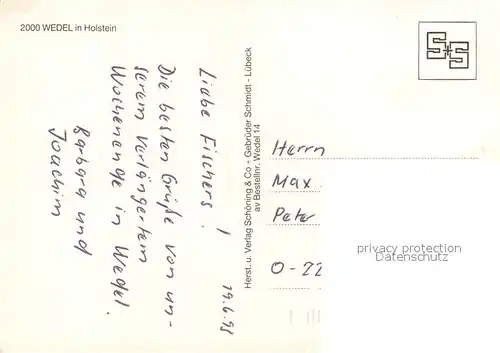 2000 WEDEL in Holstein
Liebe Fischers!
Die besten Grüße von un-
serem verlängertem
Wochenende in Wedel.
Barbara und
Joachim
19.6.95
Herst. u. Verlag Schöning & Co - Gebrüder Schmidt - Lübeck
av Bestellnr. Wedel 14
S+S
Herrn
Max
Peter
O-22
privacy protection
Datenschutz